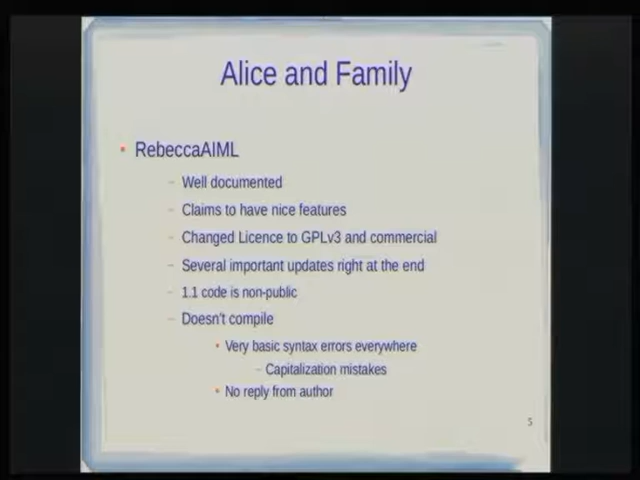 Alice and Family
RebeccaAIML
Well documented
Claims to have nice features
Changed Licence to GPLv3 and commercial
Several important updates right at the end
1.1 code is non-public
Doesn't compile
Very basic syntax errors everywhere
Capitalization mistakes
No reply from author
5